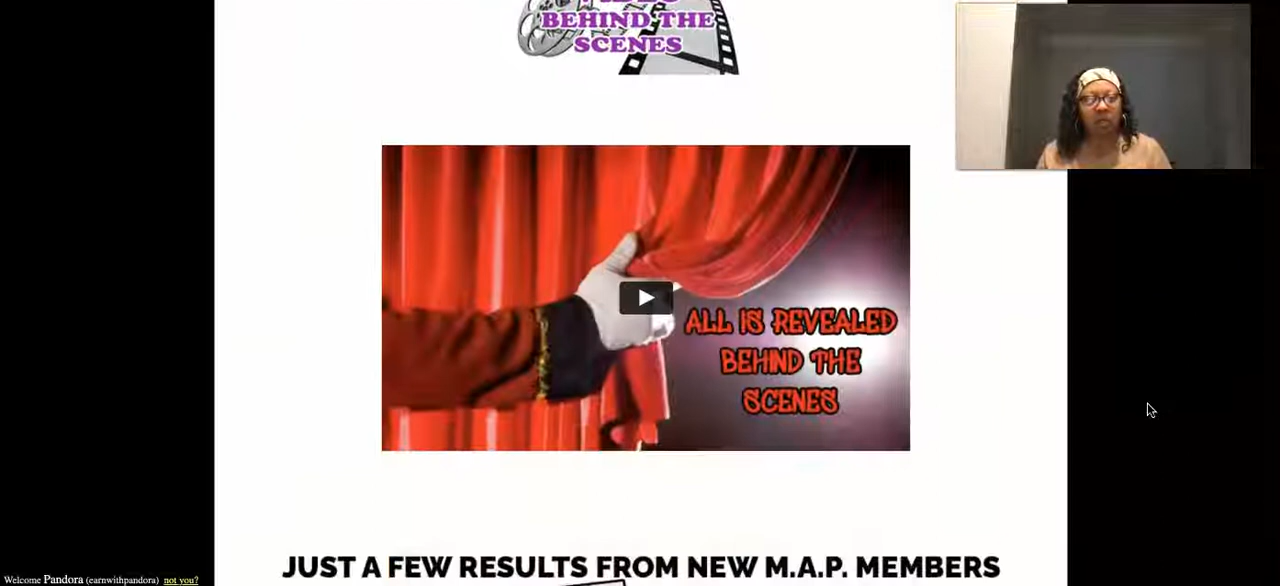 BEHIND THE
SCENES
ALL IS REVEALED
BEHIND THE
SCENES
JUST A FEW RESULTS FROM NEW M.A.P. MEMBERS
Welcome Pandora (earnwithpandora) not you?